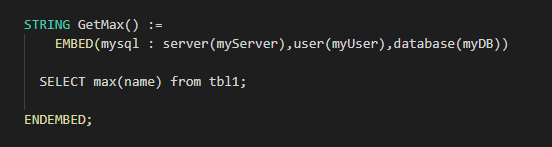 STRING GetMax() :=
EMBED(mysql : server(myServer),user(myUser),database(myDB))
SELECT max(name) from tbl1;
ENDEMBED;